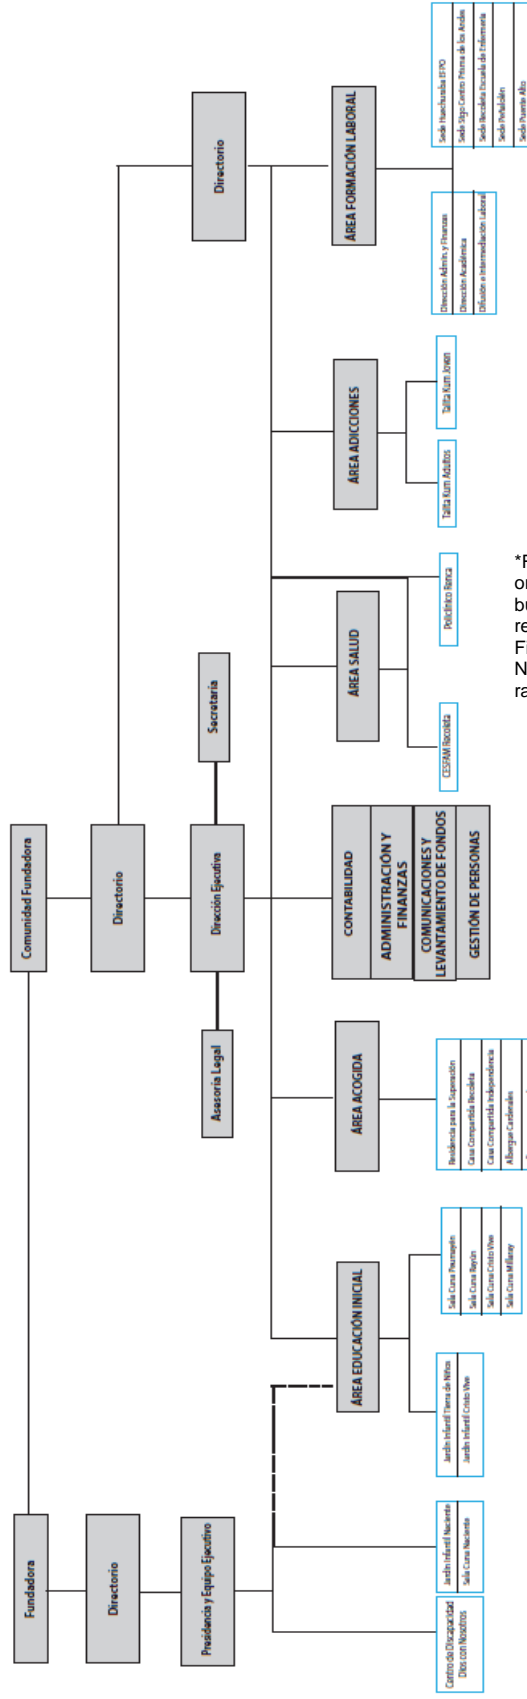 Fundadora
Comunidad Fundadora
Directorio
Directorio
Directorio
Presidencia y Equipo Ejecutivo
Asesoría Legal
Dirección Ejecutiva
Secretaría
ÁREA EDUCACIÓN INICIAL
ÁREA ACOGIDA
CONTABILIDAD
ADMINISTRACIÓN Y
FINANZAS
COMUNICACIONES Y
LEVANTAMIENTO DE FONDOS
GESTIÓN DE PERSONAS
ÁREA SALUD
ÁREA ADICCIONES
ÁREA FORMACIÓN LABORAL
Centro de Discapacidad
Dios con Nosotros
Jardín Infantil Naciente
Sala Cuna Naciente
Jardín Infantil Tierra de Niños
Jardín Infantil Cristo Vive
Sala Cuna Peumayén
Sala Cuna Rayún
Sala Cuna Cristo Vive
Sala Cuna Millaray
Residencia para la Superación
Casa Compartida Recoleta
Casa Compartida Independencia
Albergue Cardenales
CESFAM Recoleta
Policlínico Renca
Talita Kum Adultos
Talita Kum Joven
Dirección Admin. y Finanzas
Dirección Académica
Difusión e Intermediación Laboral
Sede Huechuraba EFPO
Sede Stgo Centro Prisma de los Andes
Sede Recoleta Escuela de Enfermería
Sede Peñalolén
Sede Puente Alto